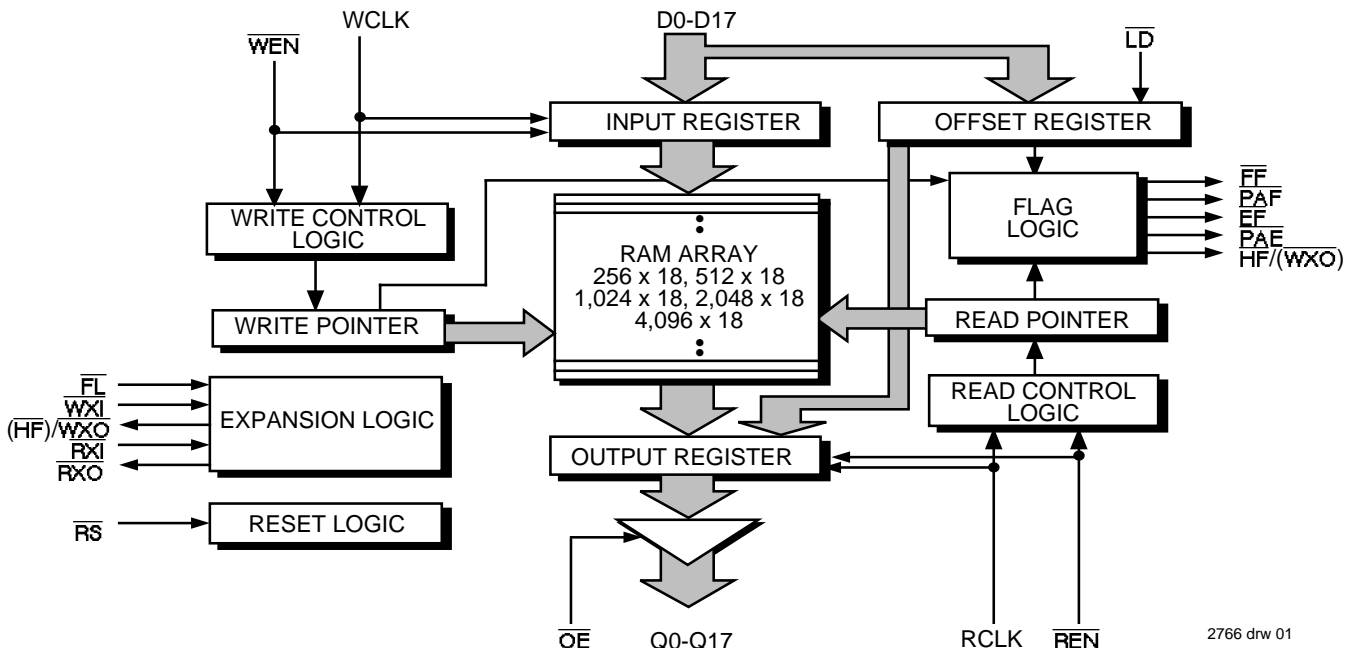 WEN
WCLK
D0-D17
LD
INPUT REGISTER
OFFSET REGISTER
WRITE CONTROL
LOGIC
FLAG
LOGIC
FF
PAF
EF
PAE
HF/(WXO)
RAM ARRAY
256 x 18, 512 x 18
1,024 x 18, 2,048 x 18
4,096 x 18
WRITE POINTER
READ POINTER
FL
WXI
(HF)/WXO
RXI
RXO
EXPANSION LOGIC
READ CONTROL
LOGIC
OUTPUT REGISTER
RS
RESET LOGIC
OE
Q0-Q17
RCLK
REN
2766 drw 01